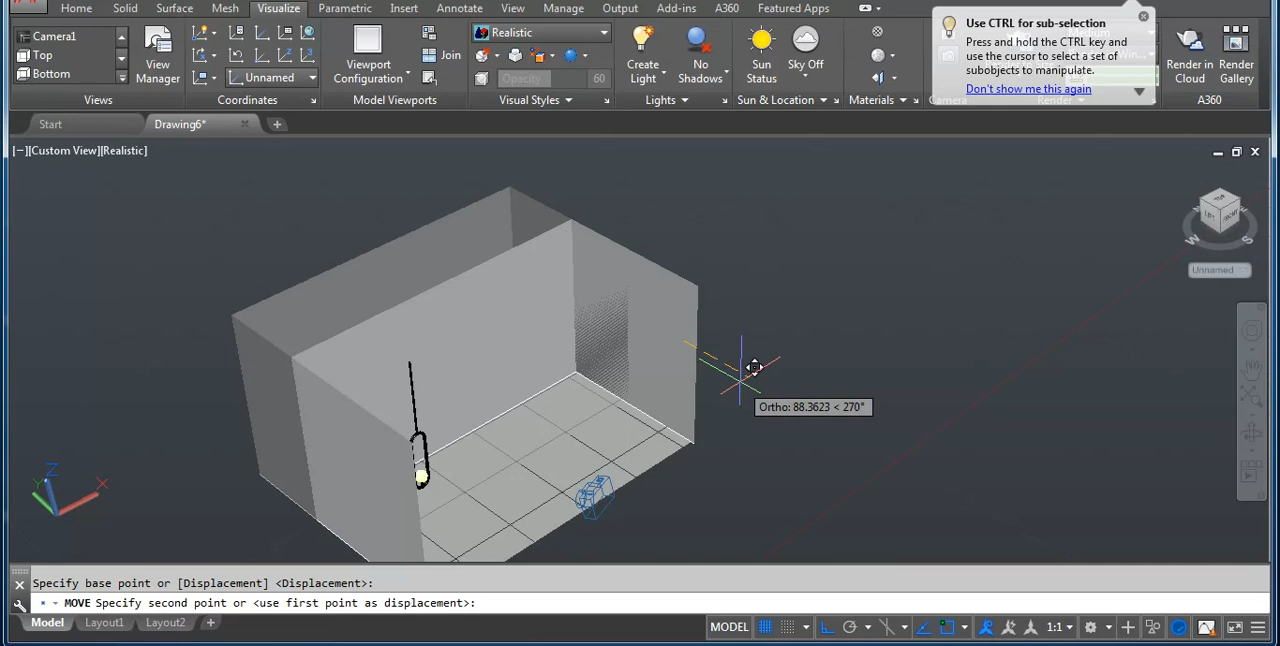 Home Solid Surface Mesh Visualize Parametric Insert Annotate View Manage Output Add-ins A360 Featured Apps
Camera1
Top
Bottom
View
Manager
Views
Unnamed
Coordinates
Viewport
Configuration
Join
Model Viewports
Realistic
Opacity 60
Visual Styles
Create
Light
No
Shadows
Lights
Sun
Status
Sky Off
Sun & Location
Materials
Use CTRL for sub-selection
Press and hold the CTRL key and
use the cursor to select a set of
subobjects to manipulate.
Don't show me this again
Render in
Cloud
Render
Gallery
A360
Start Drawing6*
[−][Custom View][Realistic]
TOP
LEFT
FRONT
W
S
Unnamed
Ortho: 88.3623 < 270°
Z
Y
X
Specify base point or [Displacement] <Displacement>:
MOVE Specify second point or <use first point as displacement>:
Model Layout1 Layout2
MODEL 1:1